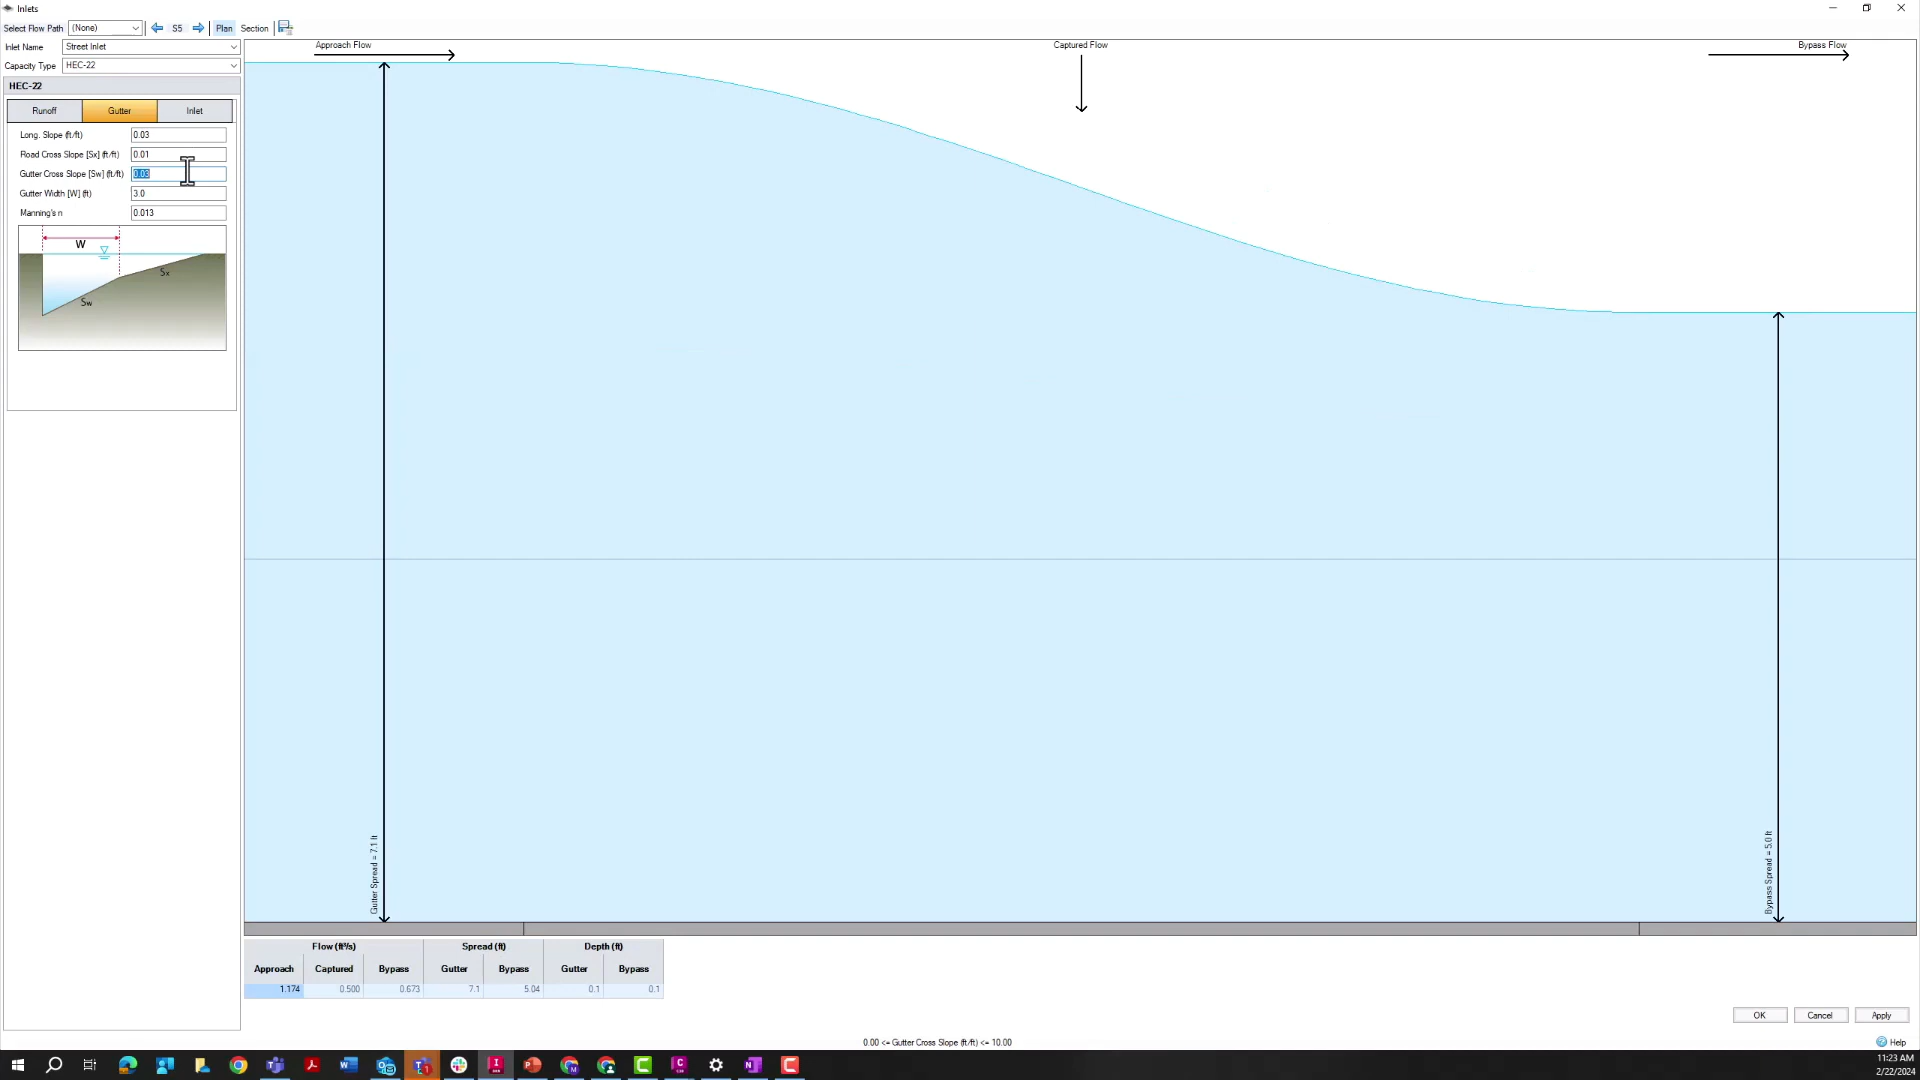 Inlets
Select Flow Path (None) S5 Plan Section
Inlet Name Street Inlet
Capacity Type HEC-22
HEC-22
Runoff Gutter Inlet
Long. Slope (ft/ft) 0.03
Road Cross Slope [Sx] (ft/ft) 0.01
Gutter Cross Slope [Sw] (ft/ft) 0.03
Gutter Width [W] (ft) 3.0
Manning's n 0.013
W
Sx
Sw
Approach Flow Captured Flow Bypass Flow
Gutter Spread = 7.1 ft
Bypass Spread = 5.0 ft
Flow (ft³/s) Spread (ft) Depth (ft)
Approach Captured Bypass Gutter Bypass Gutter Bypass
1.174 0.500 0.673 7.1 5.04 0.1 0.1
OK Cancel Apply
0.00 <= Gutter Cross Slope (ft/ft) <= 10.00
Help
11:23 AM
2/22/2024